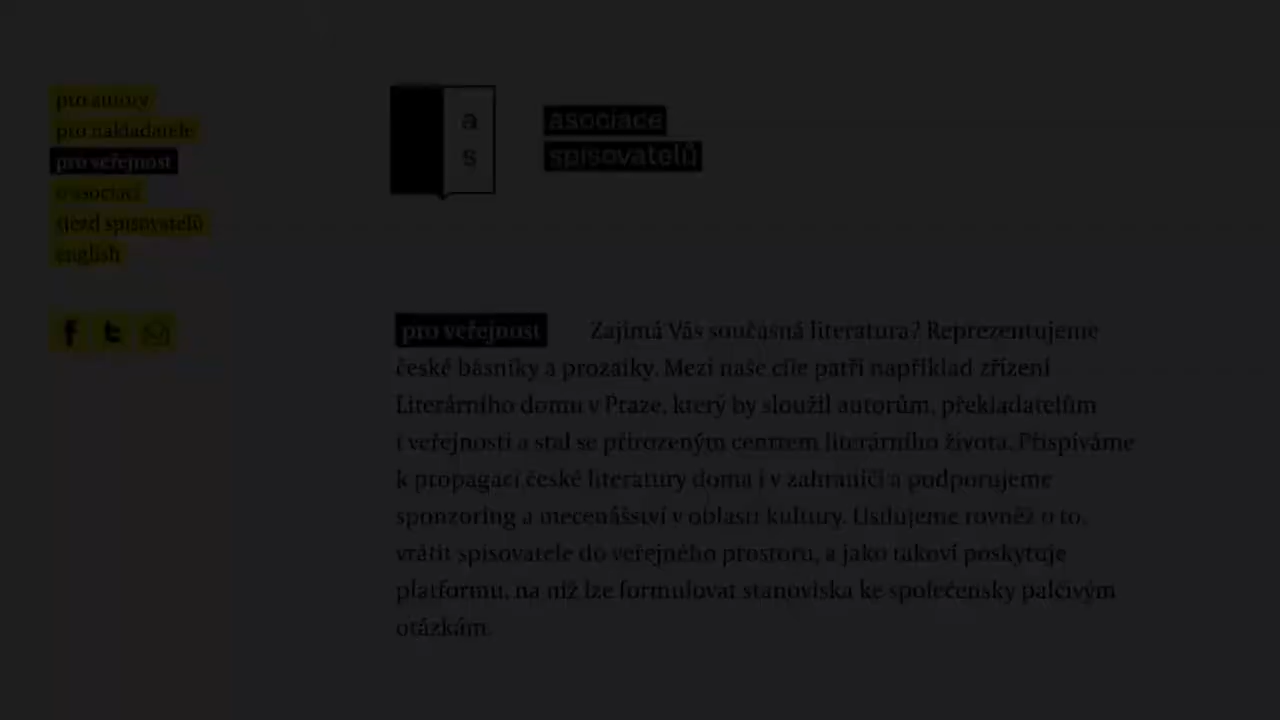 pro autory
pro nakladatele
pro veřejnost
o asociaci
sjezd spisovatelů
english
a
s
asociace
spisovatelů
pro veřejnost Zajímá Vás současná literatura? Reprezentujeme
české básníky a prozaiky. Mezi naše cíle patří například zřízení
Literárního domu v Praze, který by sloužil autorům, překladatelům
i veřejnosti a stal se přirozeným centrem literárního života. Přispíváme
k propagaci české literatury doma i v zahraničí a podporujeme
sponzoring a mecenášství v oblasti kultury. Usilujeme rovněž o to,
vrátit spisovatele do veřejného prostoru, a jako takoví poskytuje
platformu, na níž lze formulovat stanoviska ke společensky palčivým
otázkám.